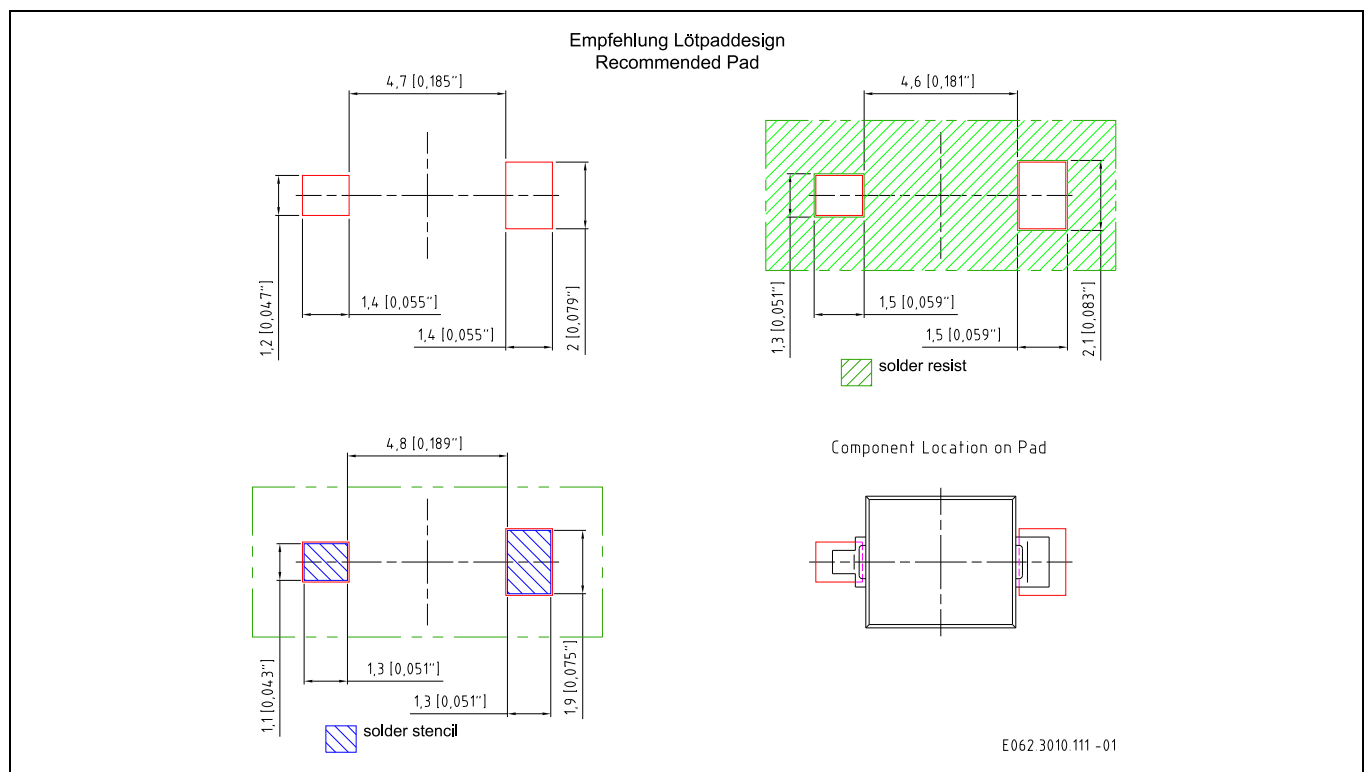 Empfehlung Lötpaddesign
Recommended Pad
4,7 [0,185"]
1,2 [0,047"]
1,4 [0,055"]
1,4 [0,055"]
2 [0,079"]
4,6 [0,181"]
1,3 [0,051"]
1,5 [0,059"]
1,5 [0,059"]
2,1 [0,083"]
solder resist
4,8 [0,189"]
1,1 [0,043"]
1,3 [0,051"]
1,3 [0,051"]
1,9 [0,075"]
solder stencil
Component Location on Pad
E062.3010.111 -01